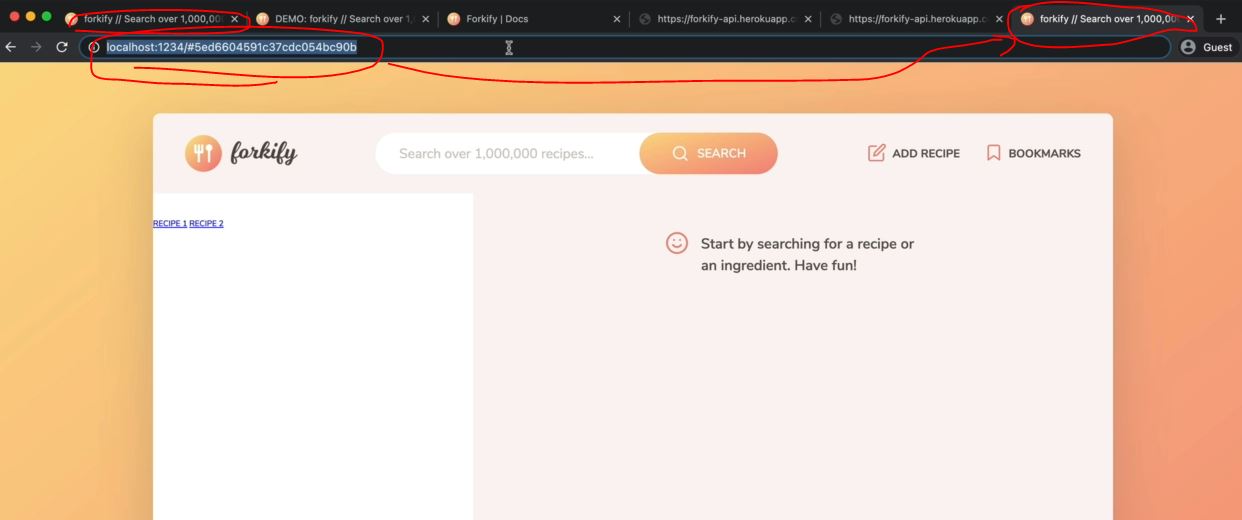 forkify // Search over 1,000,00
DEMO: forkify // Search over 1,
Forkify | Docs
https://forkify-api.herokuapp.c
https://forkify-api.herokuapp.c
forkify // Search over 1,000,00
localhost:1234/#5ed6604591c37cdc054bc90b
Guest
forkify
Search over 1,000,000 recipes...
SEARCH
ADD RECIPE
BOOKMARKS
RECIPE 1 RECIPE 2
Start by searching for a recipe or
an ingredient. Have fun!